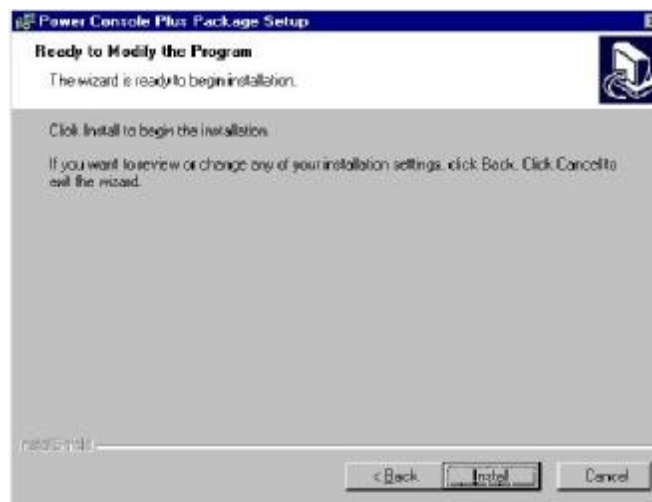 Power Console Plus Package Setup
Ready to Modify the Program
The wizard is ready to begin installation.
Click Install to begin the installation.
If you want to review or change any of your installation settings, click Back. Click Cancel to
exit the wizard.
InstallShield
< Back
Install
Cancel